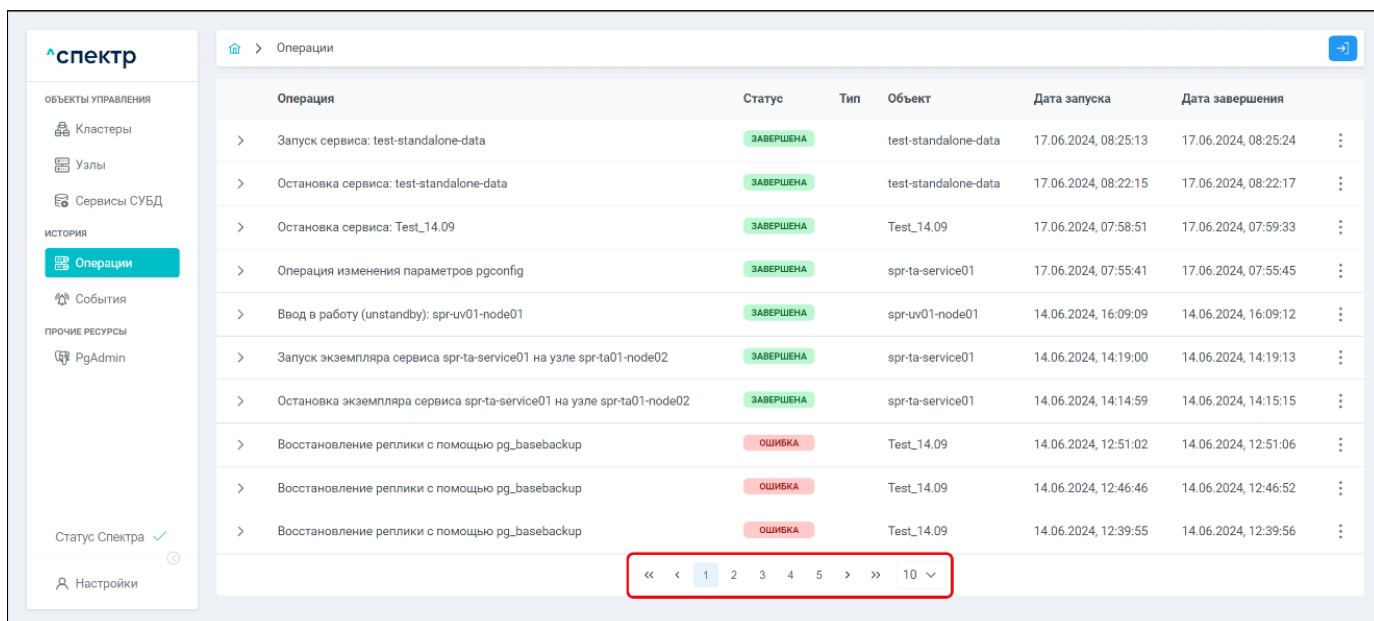 ^спектр
ОБЪЕКТЫ УПРАВЛЕНИЯ
Кластеры
Узлы
Сервисы СУБД
ИСТОРИЯ
Операции
События
ПРОЧИЕ РЕСУРСЫ
PgAdmin
Статус Спектра
Настройки
> Операции
Операция Статус Тип Объект Дата запуска Дата завершения
Запуск сервиса: test-standalone-data ЗАВЕРШЕНА test-standalone-data 17.06.2024, 08:25:13 17.06.2024, 08:25:24
Остановка сервиса: test-standalone-data ЗАВЕРШЕНА test-standalone-data 17.06.2024, 08:22:15 17.06.2024, 08:22:17
Остановка сервиса: Test_14.09 ЗАВЕРШЕНА Test_14.09 17.06.2024, 07:58:51 17.06.2024, 07:59:33
Операция изменения параметров pgconfig ЗАВЕРШЕНА spr-ta-service01 17.06.2024, 07:55:41 17.06.2024, 07:55:45
Ввод в работу (unstandby): spr-uv01-node01 ЗАВЕРШЕНА spr-uv01-node01 14.06.2024, 16:09:09 14.06.2024, 16:09:12
Запуск экземпляра сервиса spr-ta-service01 на узле spr-ta01-node02 ЗАВЕРШЕНА spr-ta-service01 14.06.2024, 14:19:00 14.06.2024, 14:19:13
Остановка экземпляра сервиса spr-ta-service01 на узле spr-ta01-node02 ЗАВЕРШЕНА spr-ta-service01 14.06.2024, 14:14:59 14.06.2024, 14:15:15
Восстановление реплики с помощью pg_basebackup ОШИБКА Test_14.09 14.06.2024, 12:51:02 14.06.2024, 12:51:06
Восстановление реплики с помощью pg_basebackup ОШИБКА Test_14.09 14.06.2024, 12:46:46 14.06.2024, 12:46:52
Восстановление реплики с помощью pg_basebackup ОШИБКА Test_14.09 14.06.2024, 12:39:55 14.06.2024, 12:39:56
« ‹ 1 2 3 4 5 › » 10